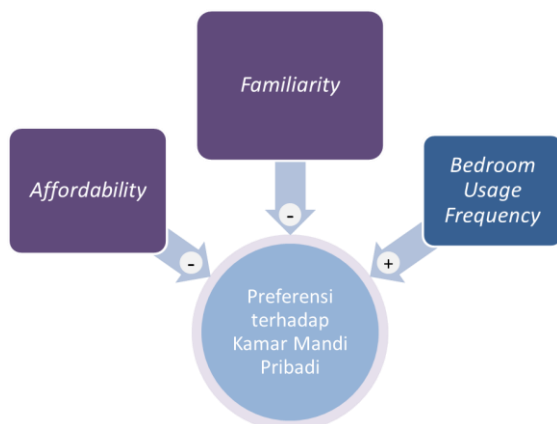 Familiarity
Affordability
Bedroom
Usage
Frequency
-
-
+
Preferensi
terhadap
Kamar Mandi
Pribadi